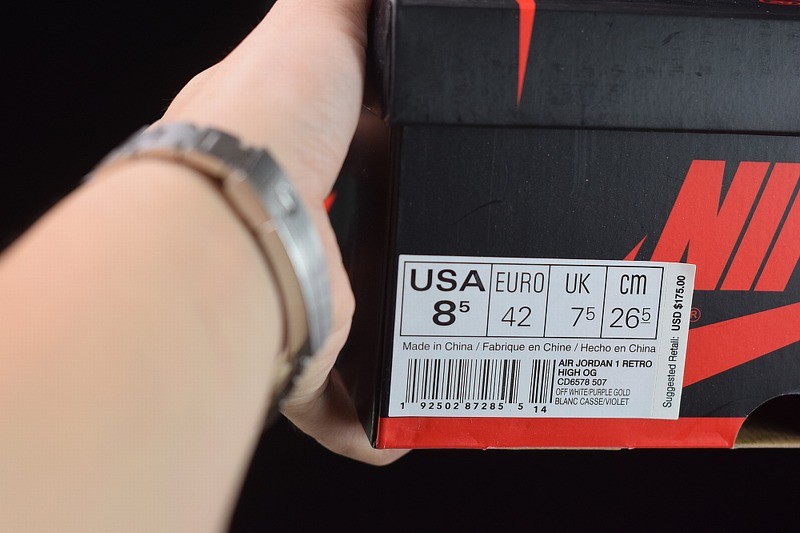 NIK
USA EURO UK cm
8⁵ 42 7⁵ 26⁵
Made in China / Fabrique en Chine / Hecho en China
AIR JORDAN 1 RETRO
HIGH OG
CD6578 507
OFF WHITE/PURPLE GOLD
BLANC CASSE/VIOLET
1 92502 87285 5 14
Suggested Retail: USD $175.00
®